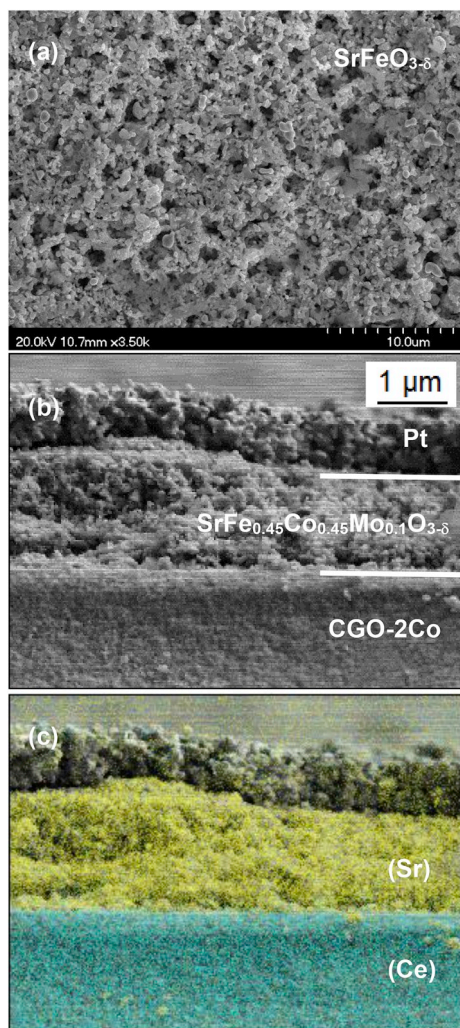 (a)
SrFeO3-δ
20.0kV 10.7mm x3.50k
10.0um
(b)
1 µm
Pt
SrFe0.45Co0.45Mo0.1O3-δ
CGO-2Co
(c)
(Sr)
(Ce)